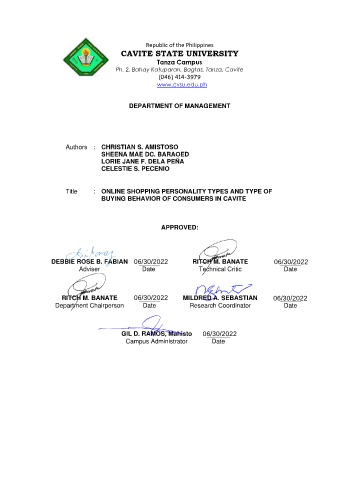 Republic of the Philippines
CAVITE STATE UNIVERSITY
Tanza Campus
Ph. 2, Bahay Katuparan, Bagtas, Tanza, Cavite
(046) 414-3979
www.cvsu.edu.ph
DEPARTMENT OF MANAGEMENT
Authors : CHRISTIAN S. AMISTOSO
SHEENA MAE DC. BARAOED
LORIE JANE F. DELA PEÑA
CELESTIE S. PECENIO
Title : ONLINE SHOPPING PERSONALITY TYPES AND TYPE OF
BUYING BEHAVIOR OF CONSUMERS IN CAVITE
APPROVED:
DEBBIE ROSE B. FABIAN 06/30/2022 RITCH M. BANATE 06/30/2022
Adviser Date Technical Critic Date
RITCH M. BANATE 06/30/2022 MILDRED A. SEBASTIAN 06/30/2022
Department Chairperson Date Research Coordinator Date
GIL D. RAMOS, MAhisto 06/30/2022
Campus Administrator Date